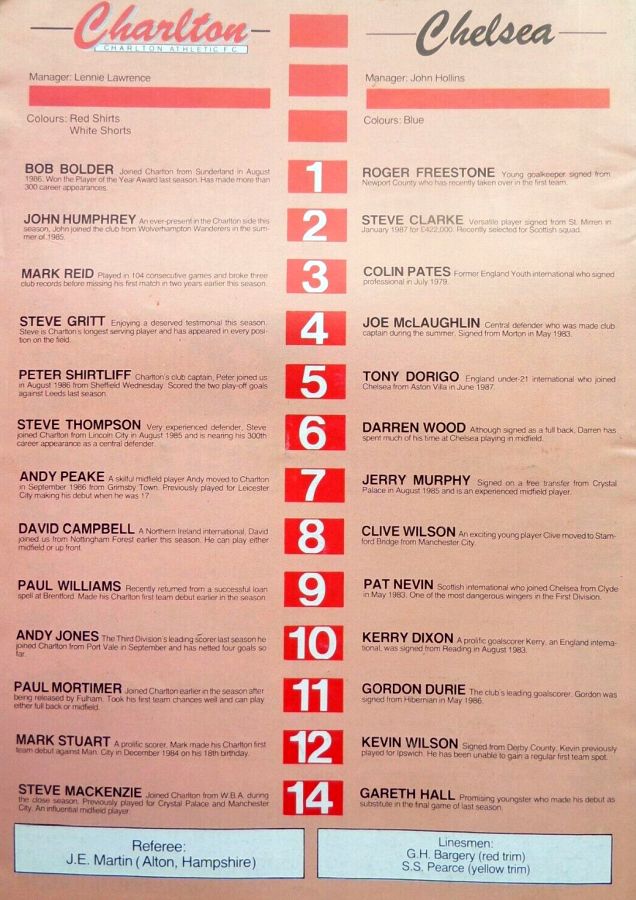 Charlton
CHARLTON ATHLETIC F.C.
Manager: Lennie Lawrence
Colours: Red Shirts
White Shorts
Chelsea
Manager: John Hollins
Colours: Blue
BOB BOLDER Joined Charlton from Sunderland in August
1986. Won the Player of the Year Award last season. Has made more than
300 career appearances.
1
ROGER FREESTONE Young goalkeeper signed from
Newport County who has recently taken over in the first team.
JOHN HUMPHREY An ever-present in the Charlton side this
season, John joined the club from Wolverhampton Wanderers in the sum-
mer of 1985.
2
STEVE CLARKE Versatile player signed from St. Mirren in
January 1987 for £422,000. Recently selected for Scottish squad.
MARK REID Played in 104 consecutive games and broke three
club records before missing his first match in two years earlier this season.
3
COLIN PATES Former England Youth international who signed
professional in July 1979.
STEVE GRITT Enjoying a deserved testimonial this season.
Steve is Charlton's longest serving player and has appeared in every posi-
tion on the field.
4
JOE McLAUGHLIN Central defender who was made club
captain during the summer. Signed from Morton in May 1983.
PETER SHIRTLIFF Charlton's club captain, Peter joined us
in August 1986 from Sheffield Wednesday. Scored the two play-off goals
against Leeds last season.
5
TONY DORIGO England under-21 international who joined
Chelsea from Aston Villa in June 1987.
STEVE THOMPSON Very experienced defender, Steve
joined Charlton from Lincoln City in August 1985 and is nearing his 300th
career appearance as a central defender.
6
DARREN WOOD Although signed as a full back, Darren has
spent much of his time at Chelsea playing in midfield.
ANDY PEAKE A skilful midfield player Andy moved to Charlton
in September 1986 from Grimsby Town. Previously played for Leicester
City making his debut when he was 17.
7
JERRY MURPHY Signed on a free transfer from Crystal
Palace in August 1985 and is an experienced midfield player.
DAVID CAMPBELL A Northern Ireland international, David
joined us from Nottingham Forest earlier this season. He can play either
midfield or up front.
8
CLIVE WILSON An exciting young player Clive moved to Stam-
ford Bridge from Manchester City.
PAUL WILLIAMS Recently returned from a successful loan
spell at Brentford. Made his Charlton first team debut earlier in the season.
9
PAT NEVIN Scottish international who joined Chelsea from Clyde
in May 1983. One of the most dangerous wingers in the First Division.
ANDY JONES The Third Division's leading scorer last season he
joined Charlton from Port Vale in September and has netted four goals so
far.
10
KERRY DIXON A prolific goalscorer Kerry, an England interna-
tional, was signed from Reading in August 1983.
PAUL MORTIMER Joined Charlton earlier in the season after
being released by Fulham. Took his first team chances well and can play
either full back or midfield.
11
GORDON DURIE The club's leading goalscorer. Gordon was
signed from Hibernian in May 1986.
MARK STUART A prolific scorer, Mark made his Charlton first
team debut against Man. City in December 1984 on his 18th birthday.
12
KEVIN WILSON Signed from Derby County, Kevin previously
played for Ipswich. He has been unable to gain a regular first team spot.
STEVE MACKENZIE Joined Charlton from W.B.A. during
the close season. Previously played for Crystal Palace and Manchester
City. An influential midfield player.
14
GARETH HALL Promising youngster who made his debut as
substitute in the final game of last season.
Referee:
J.E. Martin (Alton, Hampshire)
Linesmen:
G.H. Bargery (red trim)
S.S. Pearce (yellow trim)